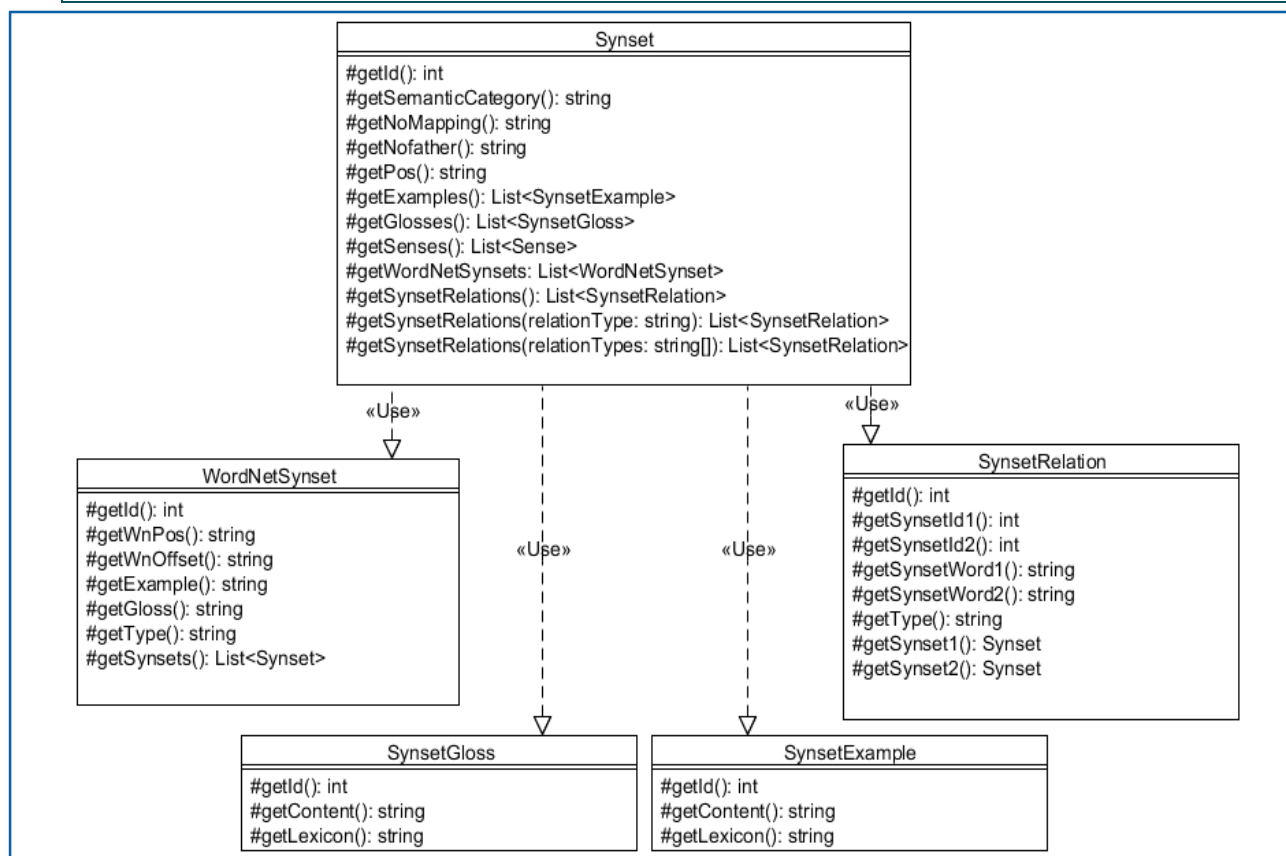 Synset
#getId(): int
#getSemanticCategory(): string
#getNoMapping(): string
#getNofather(): string
#getPos(): string
#getExamples(): List<SynsetExample>
#getGlosses(): List<SynsetGloss>
#getSenses(): List<Sense>
#getWordNetSynsets: List<WordNetSynset>
#getSynsetRelations(): List<SynsetRelation>
#getSynsetRelations(relationType: string): List<SynsetRelation>
#getSynsetRelations(relationTypes: string[]): List<SynsetRelation>
«Use»
«Use»
WordNetSynset
#getId(): int
#getWnPos(): string
#getWnOffset(): string
#getExample(): string
#getGloss(): string
#getType(): string
#getSynsets(): List<Synset>
«Use»
«Use»
SynsetRelation
#getId(): int
#getSynsetId1(): int
#getSynsetId2(): int
#getSynsetWord1(): string
#getSynsetWord2(): string
#getType(): string
#getSynset1(): Synset
#getSynset2(): Synset
SynsetGloss
#getId(): int
#getContent(): string
#getLexicon(): string
SynsetExample
#getId(): int
#getContent(): string
#getLexicon(): string